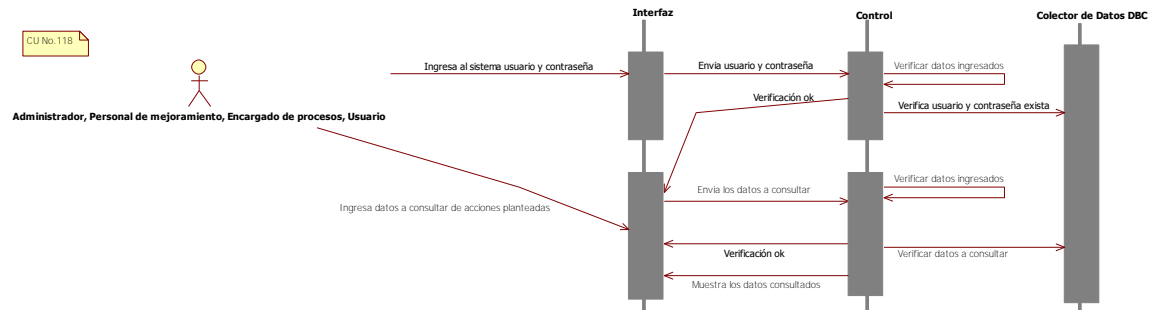 Interfaz
Control
Colector de Datos DBC
CU No.118
Ingresa al sistema usuario y contraseña
Envia usuario y contraseña
Verificar datos ingresados
Verificación ok
Verifica usuario y contraseña exista
Administrador, Personal de mejoramiento, Encargado de procesos, Usuario
Verificar datos ingresados
Envia los datos a consultar
Ingresa datos a consultar de acciones planteadas
Verificación ok
Verificar datos a consultar
Muestra los datos consultados